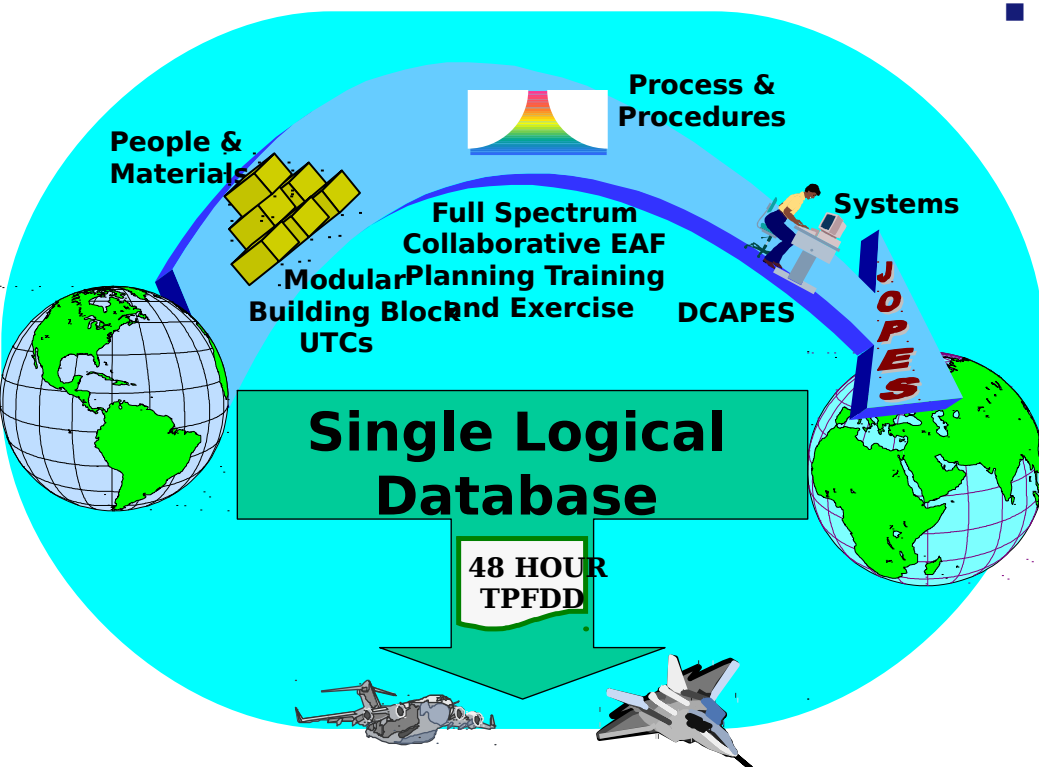 Process &
Procedures
People &
Materials
Systems
Full Spectrum
Collaborative EAF
Planning Training
and Exercise
Modular
Building Block
UTCs
DCAPES
JOPES
Single Logical
Database
48 HOUR
TPFDD